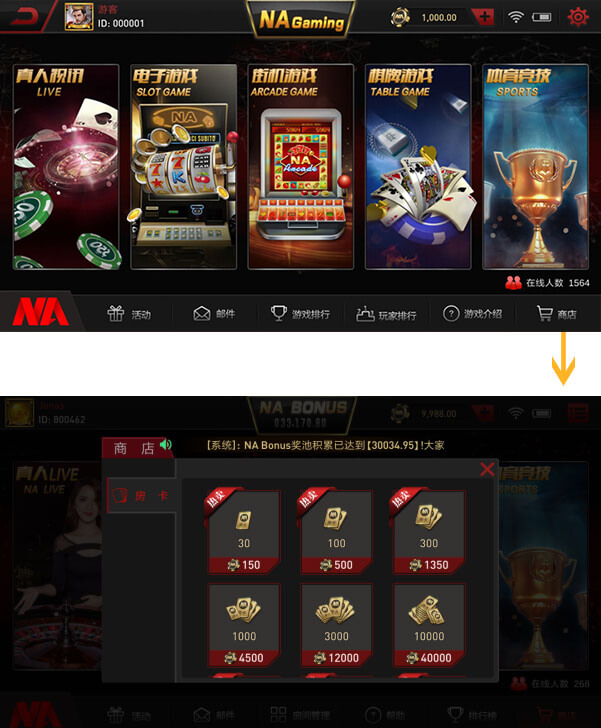 游客
ID: 000001
NA Gaming
1,000.00
真人视讯
LIVE
电子游戏
SLOT GAME
NA
街机游戏
ARCADE GAME
NA
Arcade
棋牌游戏
TABLE GAME
体育竞技
SPORTS
在线人数 1564
NA
活动
邮件
游戏排行
玩家排行
游戏介绍
商店
ID: 800462
NA BONUS
9,988.00
商 店
[系统]: NA Bonus奖池积累已达到【30034.95】!大家
真人LIVE
NA LIVE
体育竞技
SPORTS
房 卡
热卖
30
150
热卖
100
500
热卖
300
1350
1000
4500
3000
12000
10000
40000
在线人数 268
NA
活动
邮件
房间管理
帮助
排行榜
商店